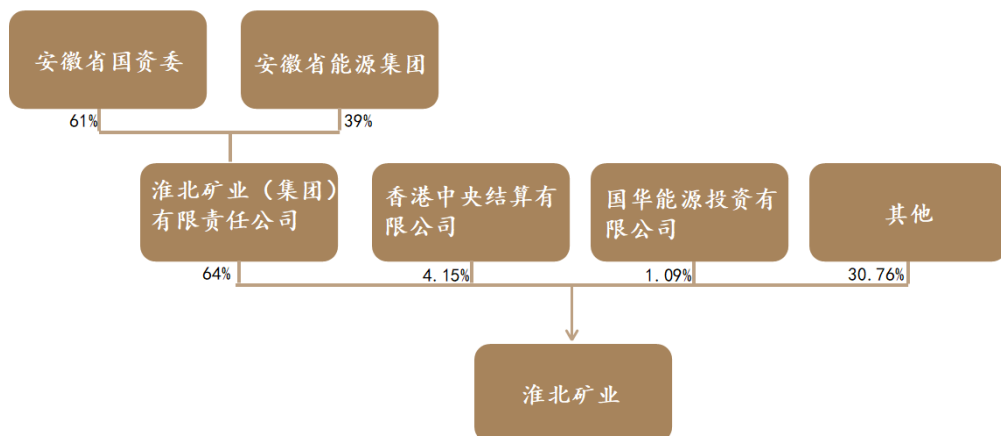 安徽省国资委
安徽省能源集团
61%
39%
淮北矿业（集团）
有限责任公司
香港中央结算有
限公司
国华能源投资有
限公司
其他
64%
4.15%
1.09%
30.76%
淮北矿业